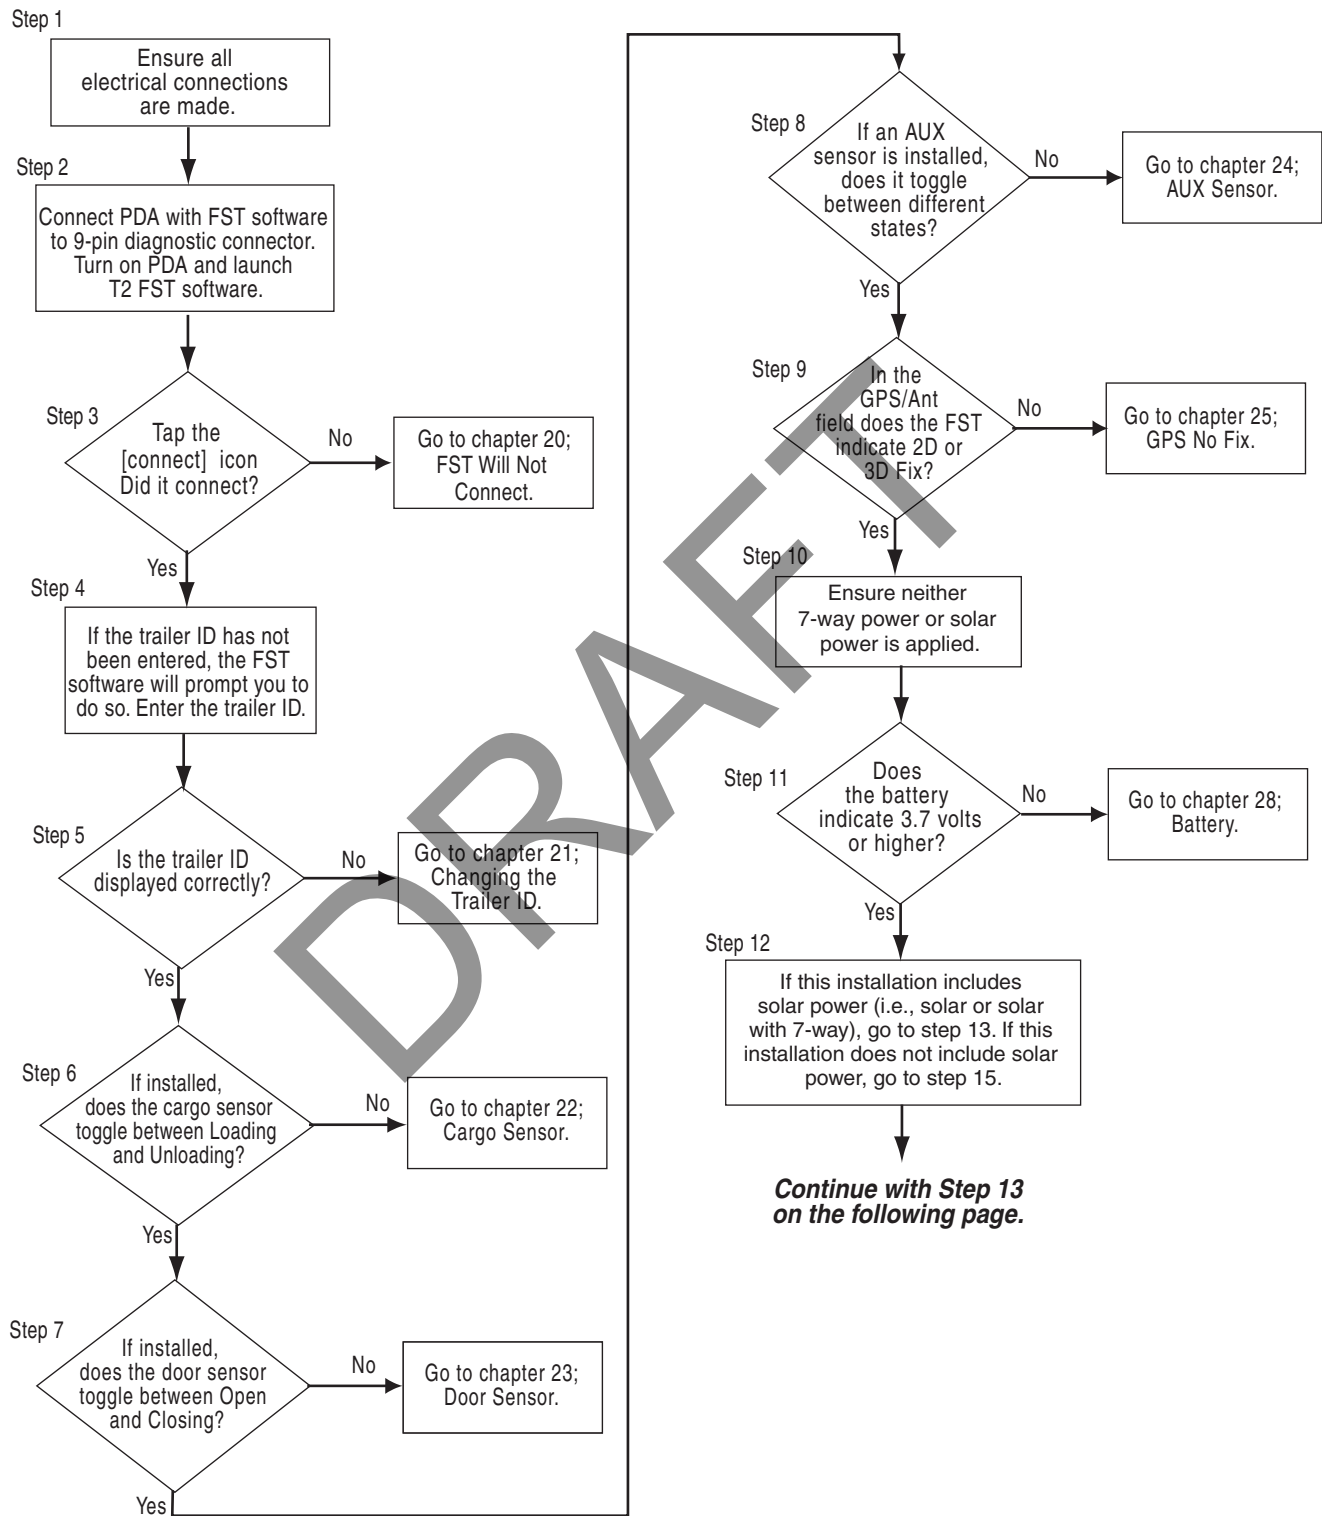 Step 1
Ensure all
electrical connections
are made.
Step 2
Connect PDA with FST software
to 9-pin diagnostic connector.
Turn on PDA and launch
T2 FST software.
Step 3
Tap the
[connect] icon
Did it connect?
No
Go to chapter 20;
FST Will Not
Connect.
Yes
Step 4
If the trailer ID has not
been entered, the FST
software will prompt you to
do so. Enter the trailer ID.
Step 5
Is the trailer ID
displayed correctly?
No
Go to chapter 21;
Changing the
Trailer ID.
Yes
Step 6
If installed,
does the cargo sensor
toggle between Loading
and Unloading?
No
Go to chapter 22;
Cargo Sensor.
Yes
Step 7
If installed,
does the door sensor
toggle between Open
and Closing?
No
Go to chapter 23;
Door Sensor.
Yes
Step 8
If an AUX
sensor is installed,
does it toggle
between different
states?
No
Go to chapter 24;
AUX Sensor.
Yes
Step 9
In the
GPS/Ant
field does the FST
indicate 2D or
3D Fix?
No
Go to chapter 25;
GPS No Fix.
Yes
Step 10
Ensure neither
7-way power or solar
power is applied.
Step 11
Does
the battery
indicate 3.7 volts
or higher?
No
Go to chapter 28;
Battery.
Yes
Step 12
If this installation includes
solar power (i.e., solar or solar
with 7-way), go to step 13. If this
installation does not include solar
power, go to step 15.
Continue with Step 13
on the following page.
DRAFT